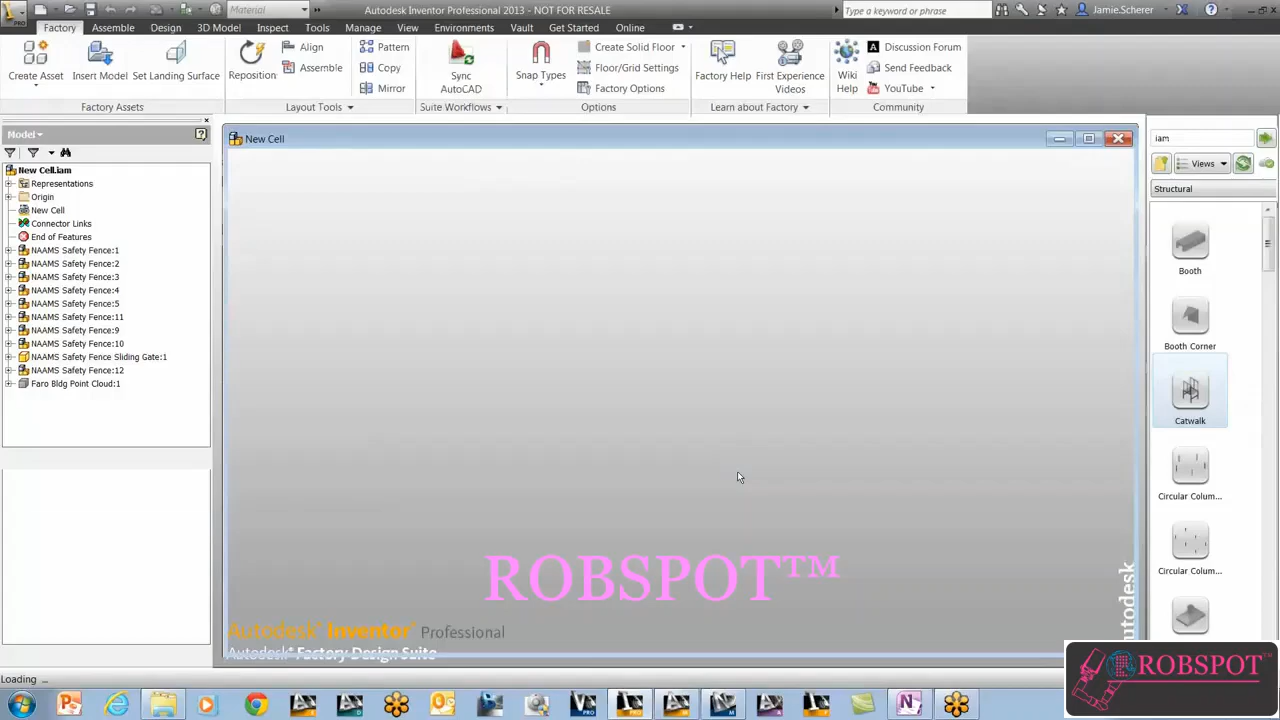 Material
Autodesk Inventor Professional 2013 - NOT FOR RESALE
Type a keyword or phrase
Jamie.Scherer
Factory Assemble Design 3D Model Inspect Tools Manage View Environments Vault Get Started Online
Create Asset
Insert Model
Set Landing Surface
Factory Assets
Reposition
Align
Assemble
Pattern
Copy
Mirror
Layout Tools
Sync
AutoCAD
Suite Workflows
Snap Types
Create Solid Floor
Floor/Grid Settings
Factory Options
Options
Factory Help
First Experience
Videos
Learn about Factory
Wiki
Help
Discussion Forum
Send Feedback
YouTube
Community
Model
New Cell.iam
Representations
Origin
New Cell
Connector Links
End of Features
NAAMS Safety Fence:1
NAAMS Safety Fence:2
NAAMS Safety Fence:3
NAAMS Safety Fence:4
NAAMS Safety Fence:5
NAAMS Safety Fence:11
NAAMS Safety Fence:9
NAAMS Safety Fence:10
NAAMS Safety Fence Sliding Gate:1
NAAMS Safety Fence:12
Faro Bldg Point Cloud:1
New Cell
ROBSPOT™
Autodesk® Inventor® Professional
Autodesk® Factory Design Suite
iam
Views
Structural
Booth
Booth Corner
Catwalk
Circular Colum...
Circular Colum...
Loading ...
ROBSPOT™